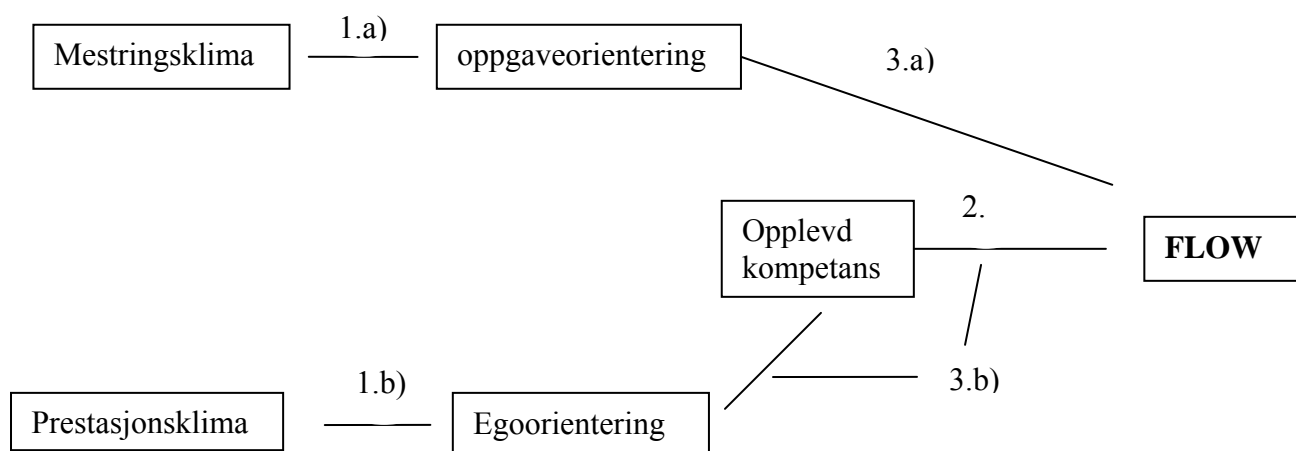 1.a)
Mestringsklima
oppgaveorientering
3.a)
2.
Opplevd
kompetans
FLOW
1.b)
3.b)
Prestasjonsklima
Egoorientering